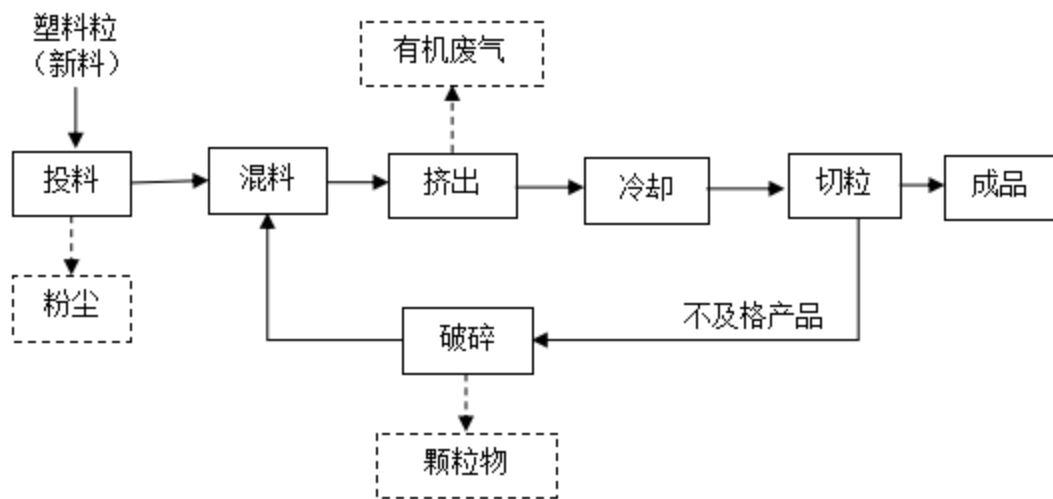 塑料粒
（新料）
有机废气
投料
混料
挤出
冷却
切粒
成品
粉尘
不及格产品
破碎
颗粒物